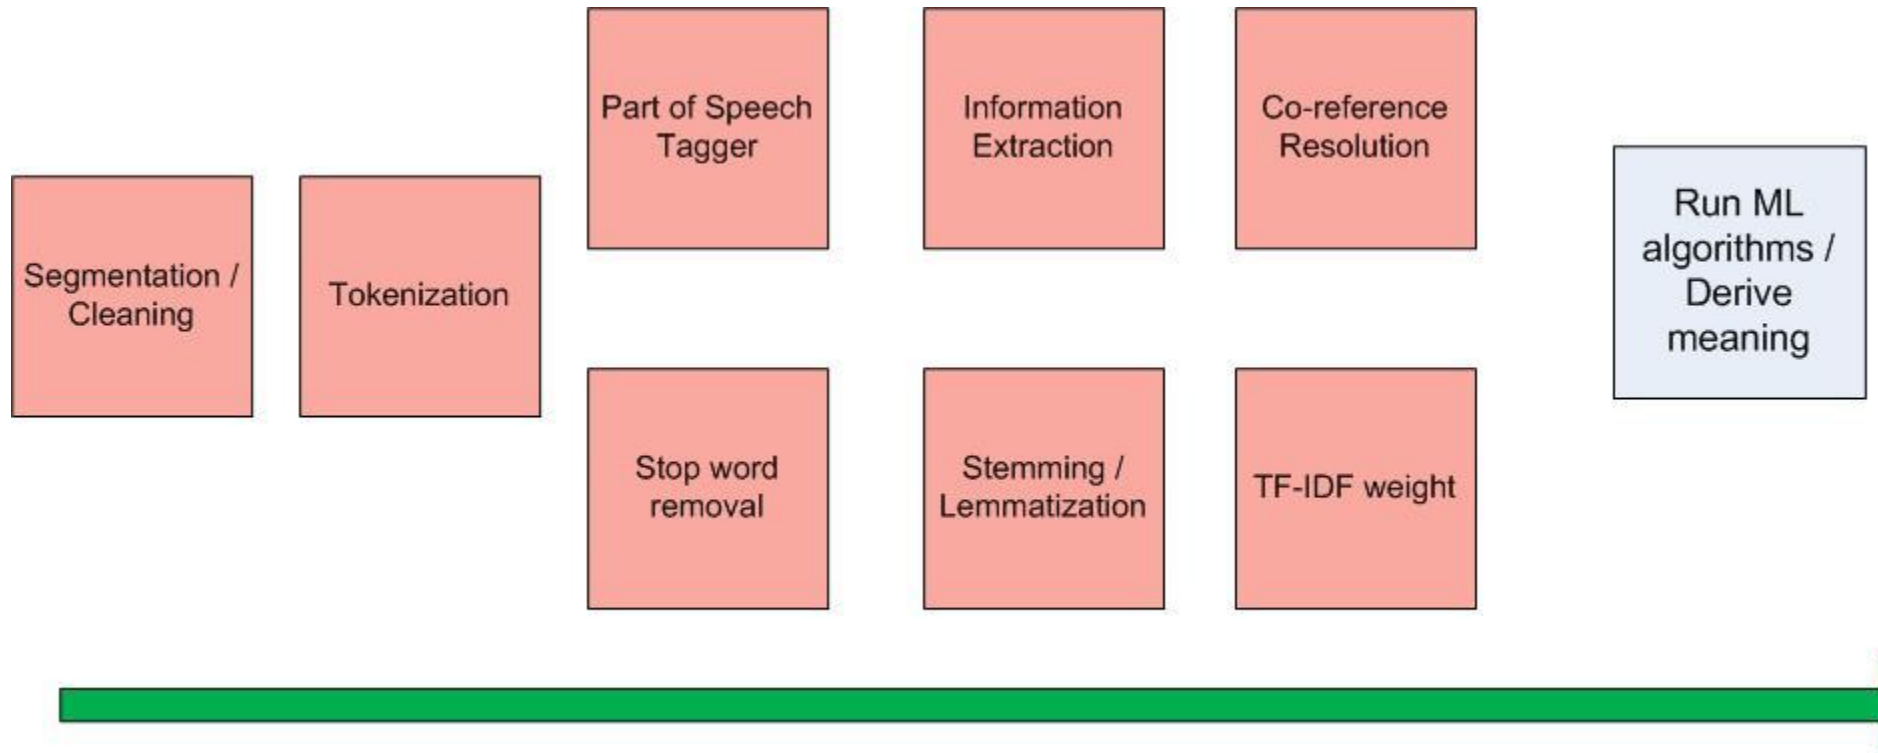 Segmentation /
Cleaning
Tokenization
Part of Speech
Tagger
Information
Extraction
Co-reference
Resolution
Stop word
removal
Stemming /
Lemmatization
TF-IDF weight
Run ML
algorithms /
Derive
meaning